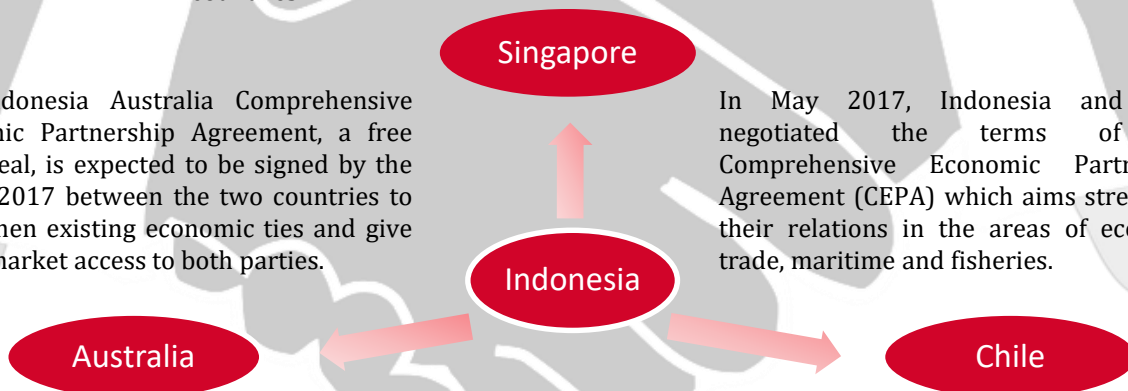 Singapore
donesia Australia Comprehensive
ic Partnership Agreement, a free
eal, is expected to be signed by the
2017 between the two countries to
hen existing economic ties and give
market access to both parties.
In May 2017, Indonesia and
negotiated the terms of
Comprehensive Economic Partn
Agreement (CEPA) which aims stre
their relations in the areas of eco
trade, maritime and fisheries.
Indonesia
Australia
Chile